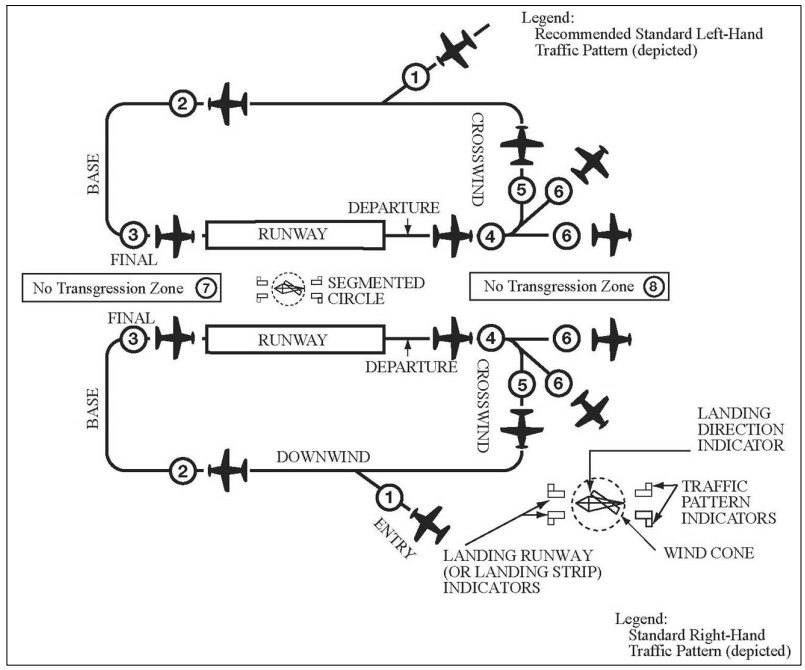 Legend:
Recommended Standard Left-Hand
Traffic Pattern (depicted)
1
2
CROSSWIND
BASE
5
6
DEPARTURE
3
RUNWAY
4
6
FINAL
No Transgression Zone 7
SEGMENTED
CIRCLE
No Transgression Zone 8
FINAL
3
RUNWAY
4
6
DEPARTURE
CROSSWIND
5
6
BASE
LANDING
DIRECTION
INDICATOR
2
DOWNWIND
1
ENTRY
TRAFFIC
PATTERN
INDICATORS
WIND CONE
LANDING RUNWAY
(OR LANDING STRIP)
INDICATORS
Legend:
Standard Right-Hand
Traffic Pattern (depicted)